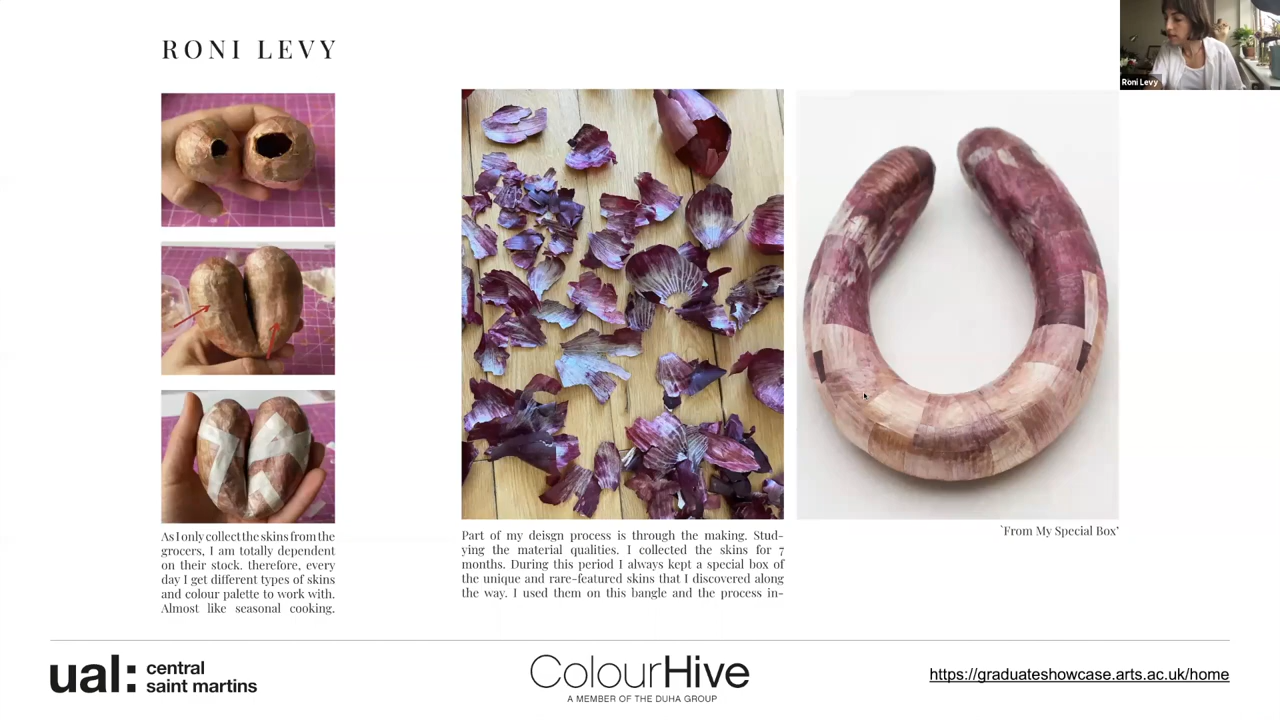 RONI LEVY
Roni Levy
As I only collect the skins from the
grocers, I am totally dependent
on their stock. therefore, every
day I get different types of skins
and colour palette to work with.
Almost like seasonal cooking.
Part of my deisgn process is through the making. Stud-
ying the material qualities. I collected the skins for 7
months. During this period I always kept a special box of
the unique and rare-featured skins that I discovered along
the way. I used them on this bangle and the process in-
`From My Special Box’
ual: central
saint martins
ColourHive
A MEMBER OF THE DUHA GROUP
https://graduateshowcase.arts.ac.uk/home